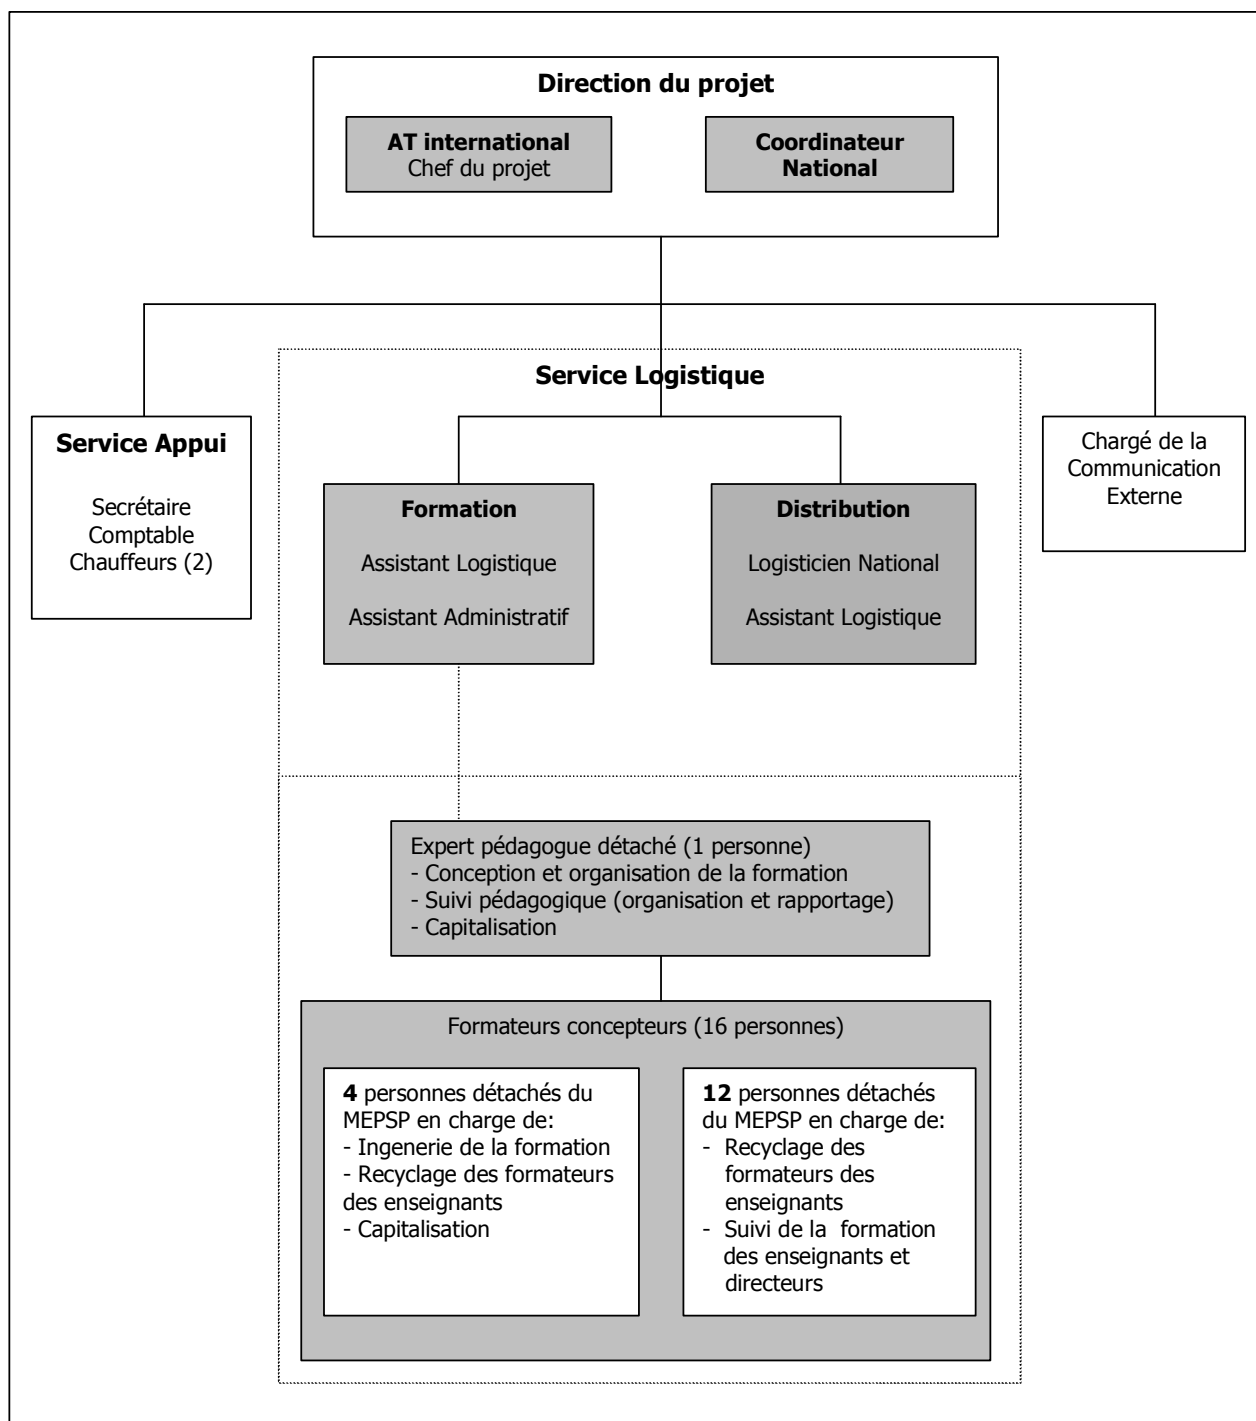 Direction du projet
AT international
Chef du projet
Coordinateur
National
Service Logistique
Service Appui
Secrétaire
Comptable
Chauffeurs (2)
Formation
Assistant Logistique
Assistant Administratif
Distribution
Logisticien National
Assistant Logistique
Chargé de la
Communication
Externe
Expert pédagogue détaché (1 personne)
- Conception et organisation de la formation
- Suivi pédagogique (organisation et rapportage)
- Capitalisation
Formateurs concepteurs (16 personnes)
4 personnes détachés du
MEPSP en charge de:
- Ingenerie de la formation
- Recyclage des formateurs
des enseignants
- Capitalisation
12 personnes détachés
du MEPSP en charge de:
- Recyclage des
formateurs des
enseignants
- Suivi de la formation
des enseignants et
directeurs